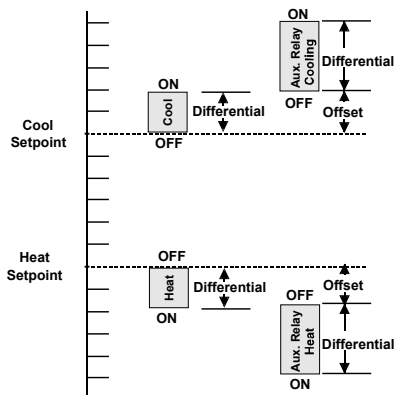 ON
Aux. Relay
Cooling
Differential
ON
Cool
Differential
OFF
Offset
Cool
Setpoint
OFF
Heat
Setpoint
OFF
Heat
Differential
ON
Offset
OFF
Aux. Relay
Heat
Differential
ON